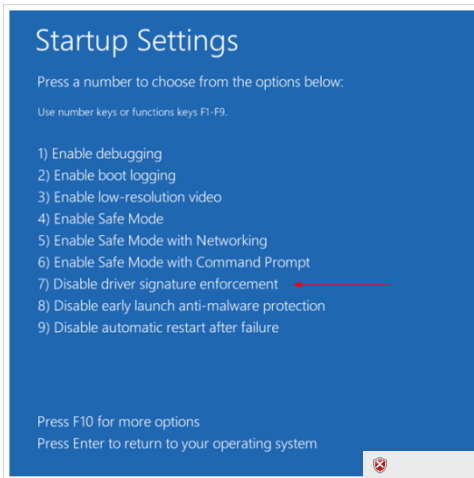 Startup Settings
Press a number to choose from the options below:
Use number keys or functions keys F1-F9.
1) Enable debugging
2) Enable boot logging
3) Enable low-resolution video
4) Enable Safe Mode
5) Enable Safe Mode with Networking
6) Enable Safe Mode with Command Prompt
7) Disable driver signature enforcement
8) Disable early launch anti-malware protection
9) Disable automatic restart after failure
Press F10 for more options
Press Enter to return to your operating system